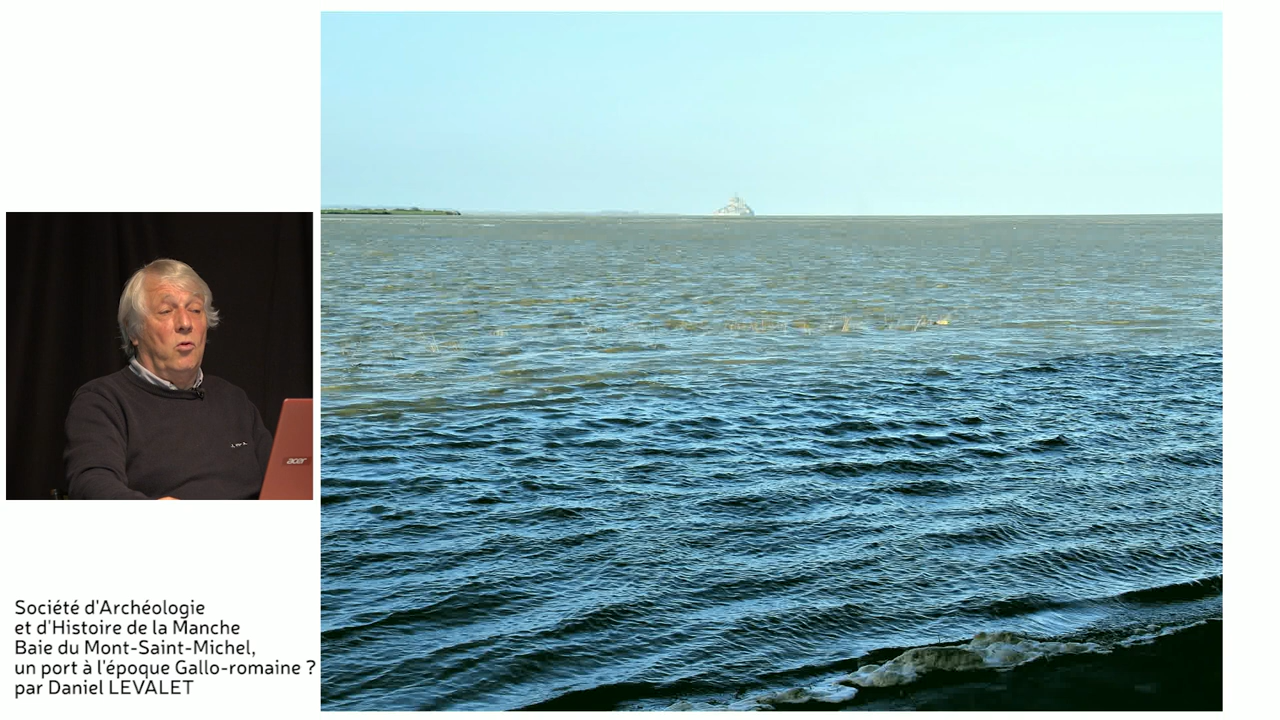 acer
Société d'Archéologie
et d'Histoire de la Manche
Baie du Mont-Saint-Michel,
un port à l'époque Gallo-romaine ?
par Daniel LEVALET